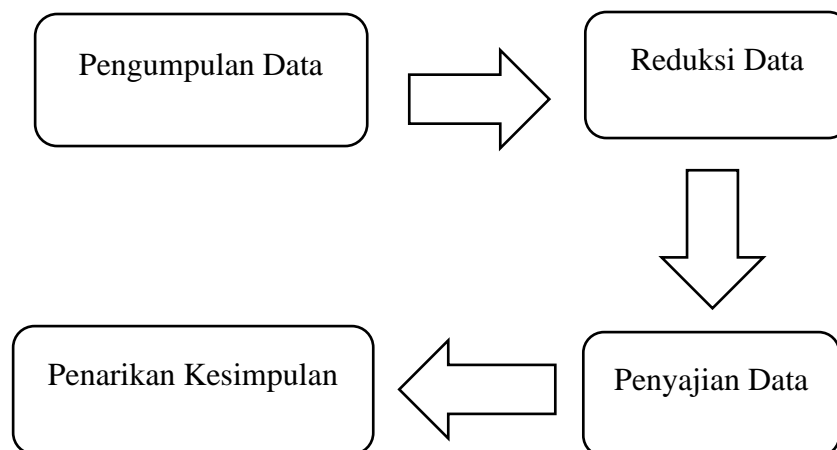 Pengumpulan Data
Reduksi Data
Penyajian Data
Penarikan Kesimpulan